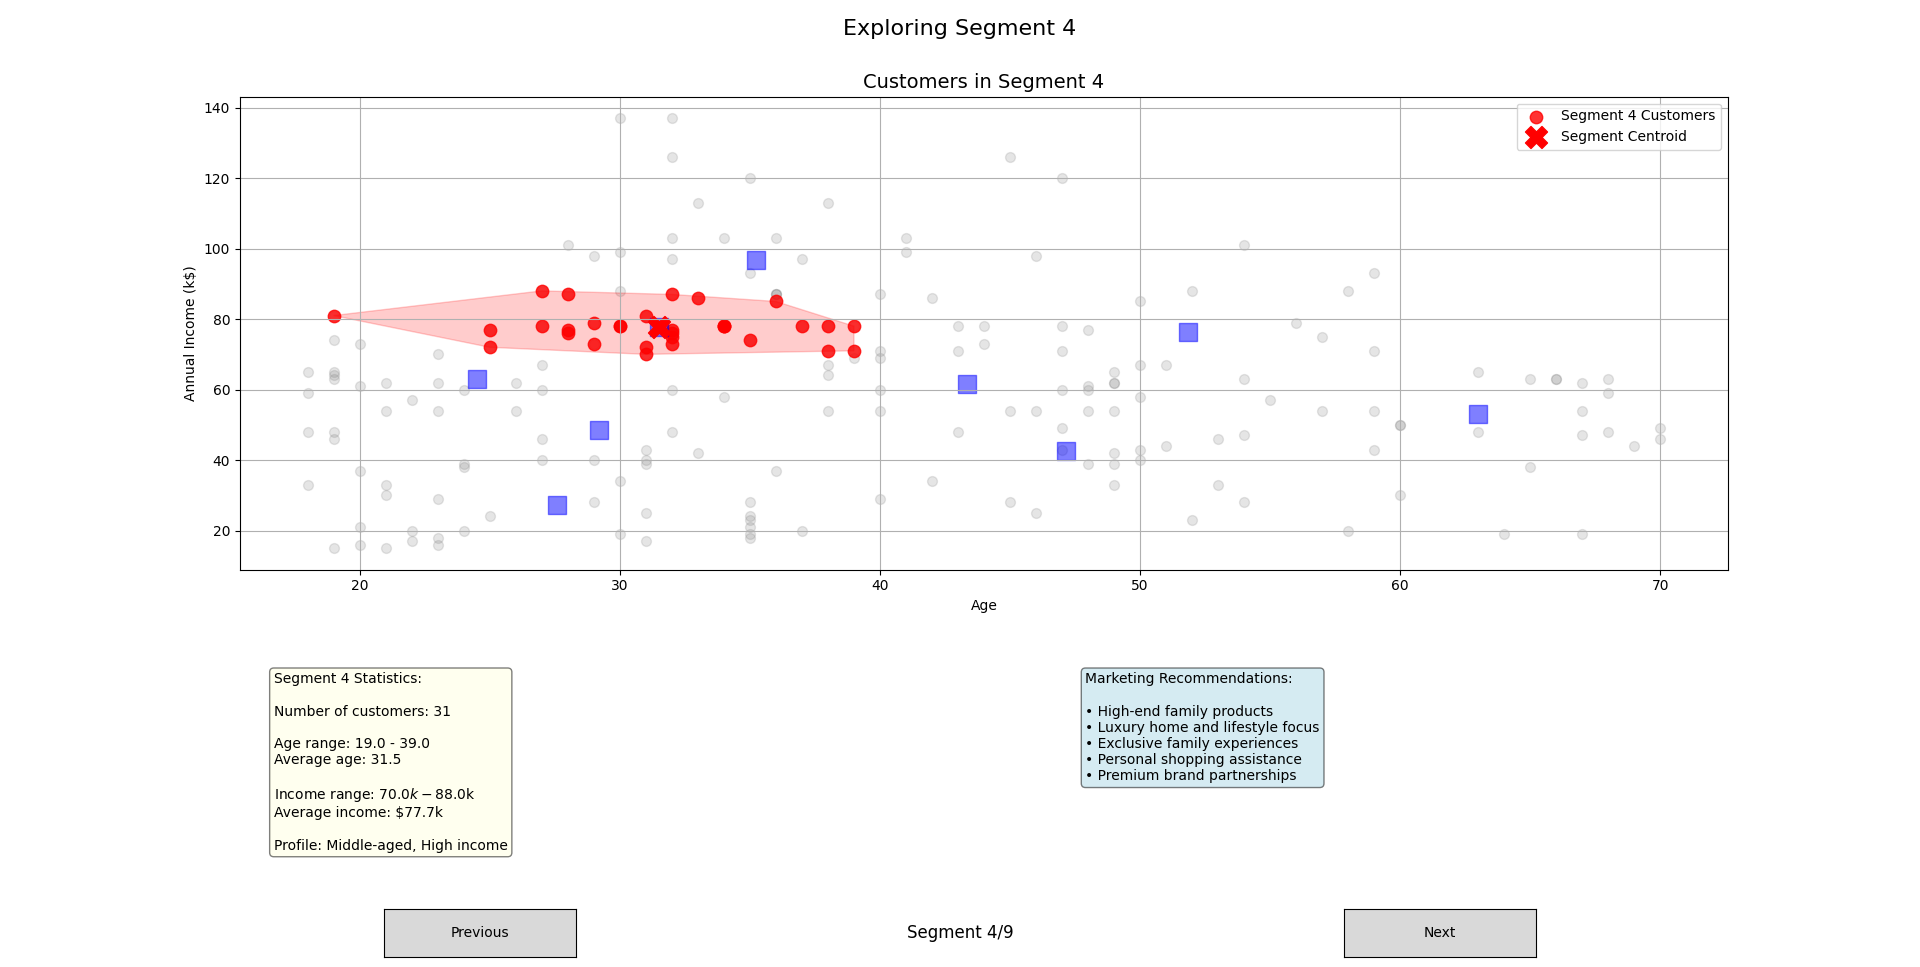 Exploring Segment 4
Customers in Segment 4
Segment 4 Customers
Segment Centroid
Annual Income (k$)
140
120
100
80
60
40
20
20 30 40 50 60 70
Age
Segment 4 Statistics:
Number of customers: 31
Age range: 19.0 - 39.0
Average age: 31.5
Income range: 70.0k − 88.0k
Average income: $77.7k
Profile: Middle-aged, High income
Marketing Recommendations:
• High-end family products
• Luxury home and lifestyle focus
• Exclusive family experiences
• Personal shopping assistance
• Premium brand partnerships
Previous
Segment 4/9
Next